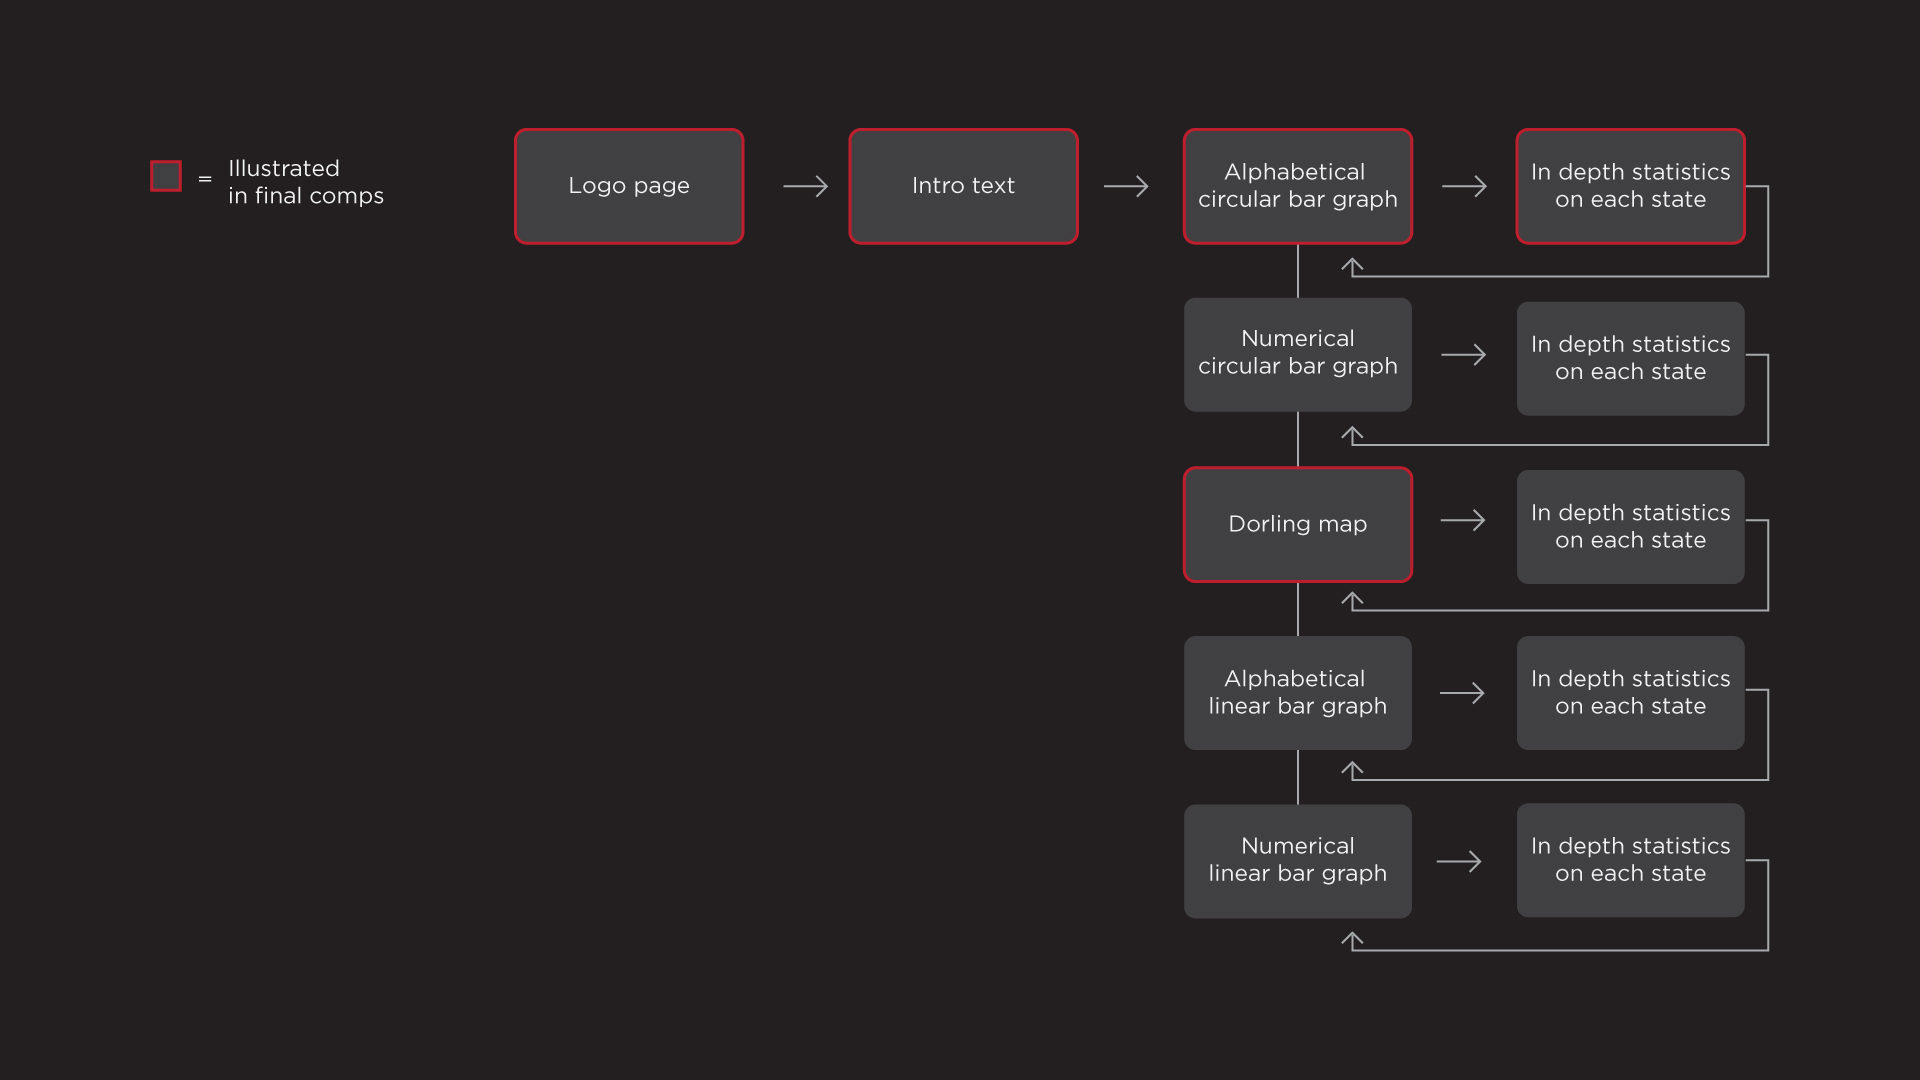 =
Illustrated
in final comps
Logo page
Intro text
Alphabetical
circular bar graph
In depth statistics
on each state
Numerical
circular bar graph
In depth statistics
on each state
Dorling map
In depth statistics
on each state
Alphabetical
linear bar graph
In depth statistics
on each state
Numerical
linear bar graph
In depth statistics
on each state